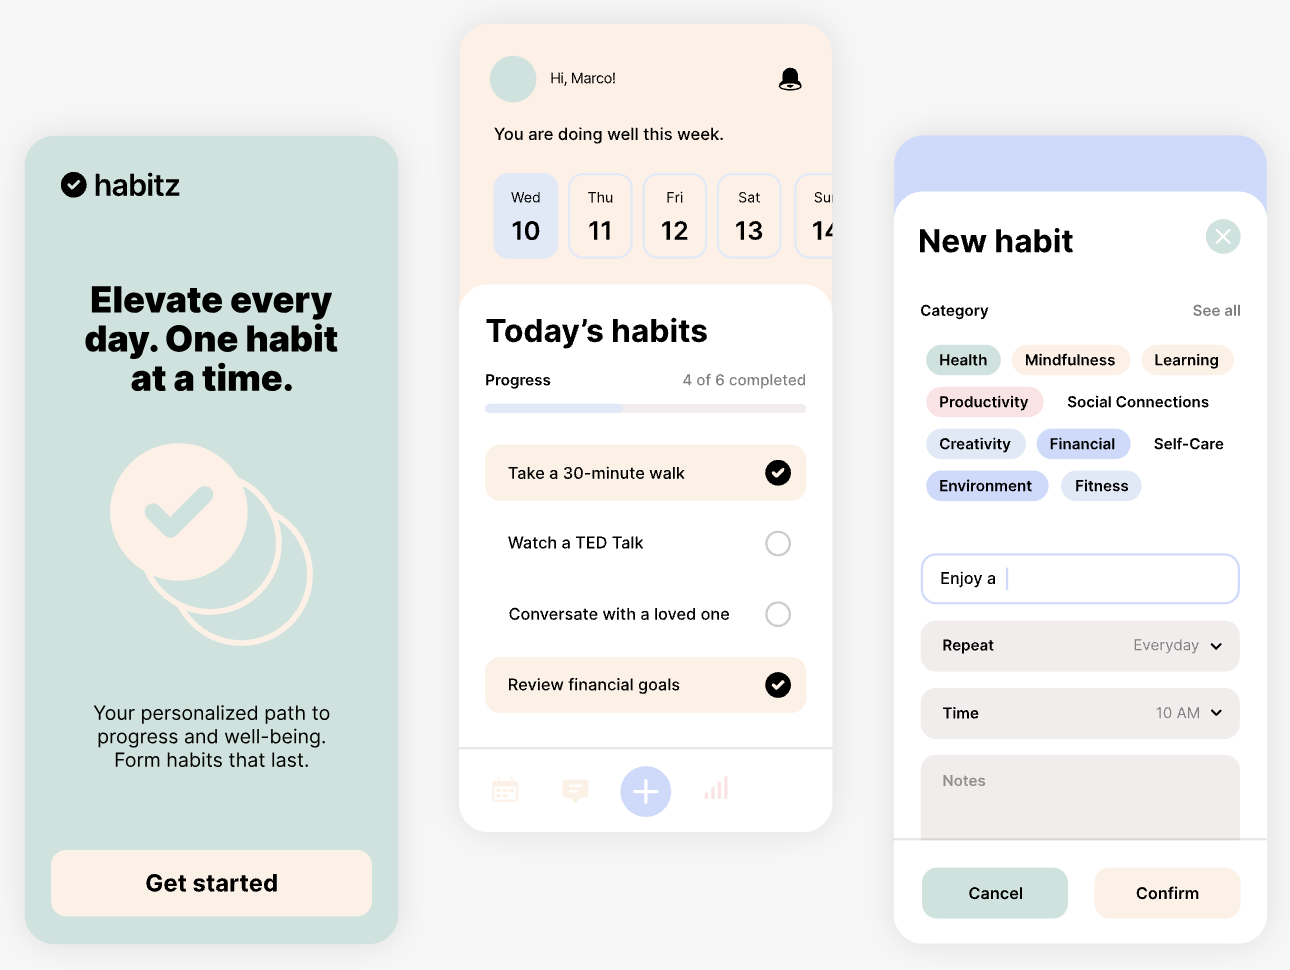 habitz
Elevate every
day. One habit
at a time.
Your personalized path to
progress and well-being.
Form habits that last.
Get started
Hi, Marco!
You are doing well this week.
Wed Thu Fri Sat Sun
10 11 12 13 14
Today’s habits
Progress 4 of 6 completed
Take a 30-minute walk
Watch a TED Talk
Conversate with a loved one
Review financial goals
New habit
Category See all
Health Mindfulness Learning
Productivity Social Connections
Creativity Financial Self-Care
Environment Fitness
Enjoy a
Repeat Everyday
Time 10 AM
Notes
Cancel Confirm